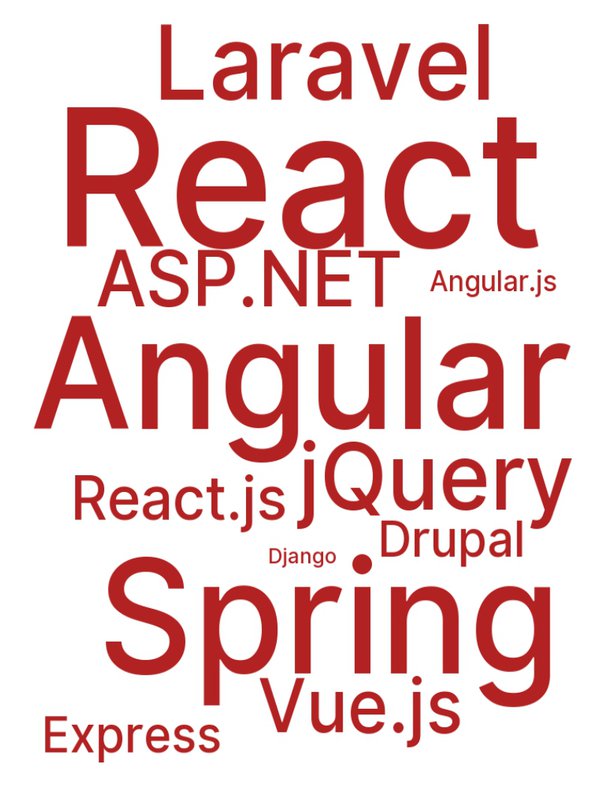 Laravel
React
ASP.NET
Angular.js
Angular
jQuery
React.js
Drupal
Django
Spring
Vue.js
Express